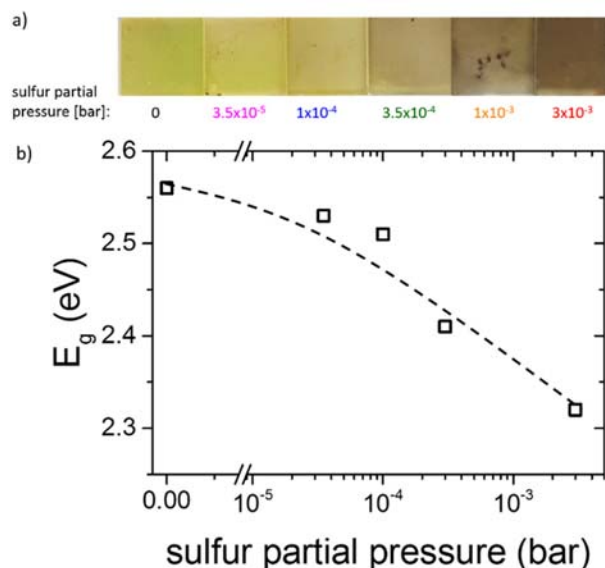 a)
sulfur partial
pressure [bar]: 0 3.5x10⁻⁵ 1x10⁻⁴ 3.5x10⁻⁴ 1x10⁻³ 3x10⁻³
b)
2.6
2.5
2.4
2.3
E_g (eV)
0.00 10⁻⁵ 10⁻⁴ 10⁻³
sulfur partial pressure (bar)